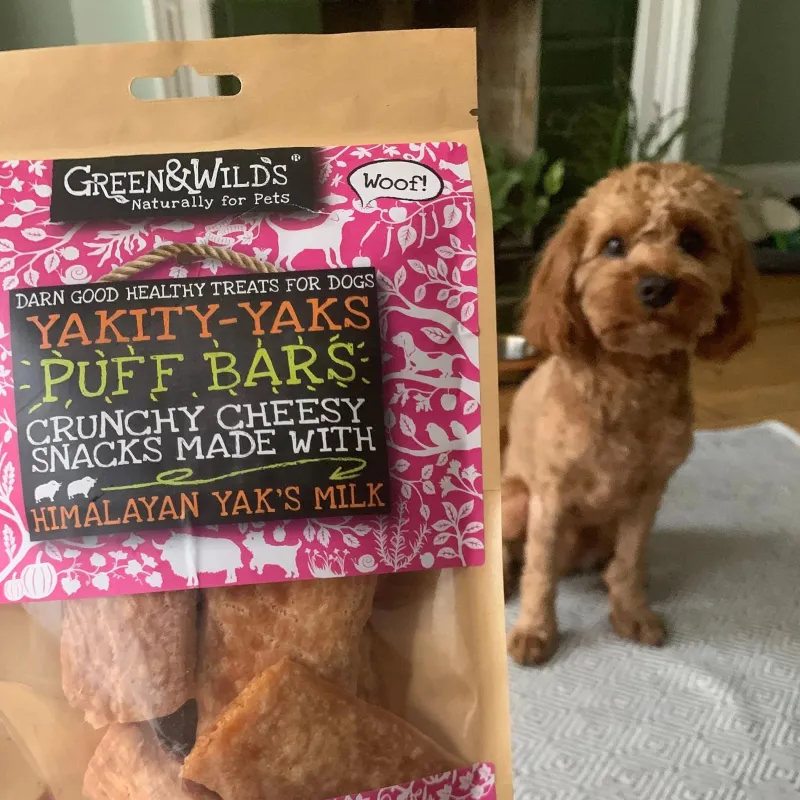 GREEN&WILD'S®
Naturally for Pets
Woof!
DARN GOOD HEALTHY TREATS FOR DOGS
YAKITY-YAKS
PUFF BARS
CRUNCHY CHEESY
SNACKS MADE WITH
HIMALAYAN YAK'S MILK